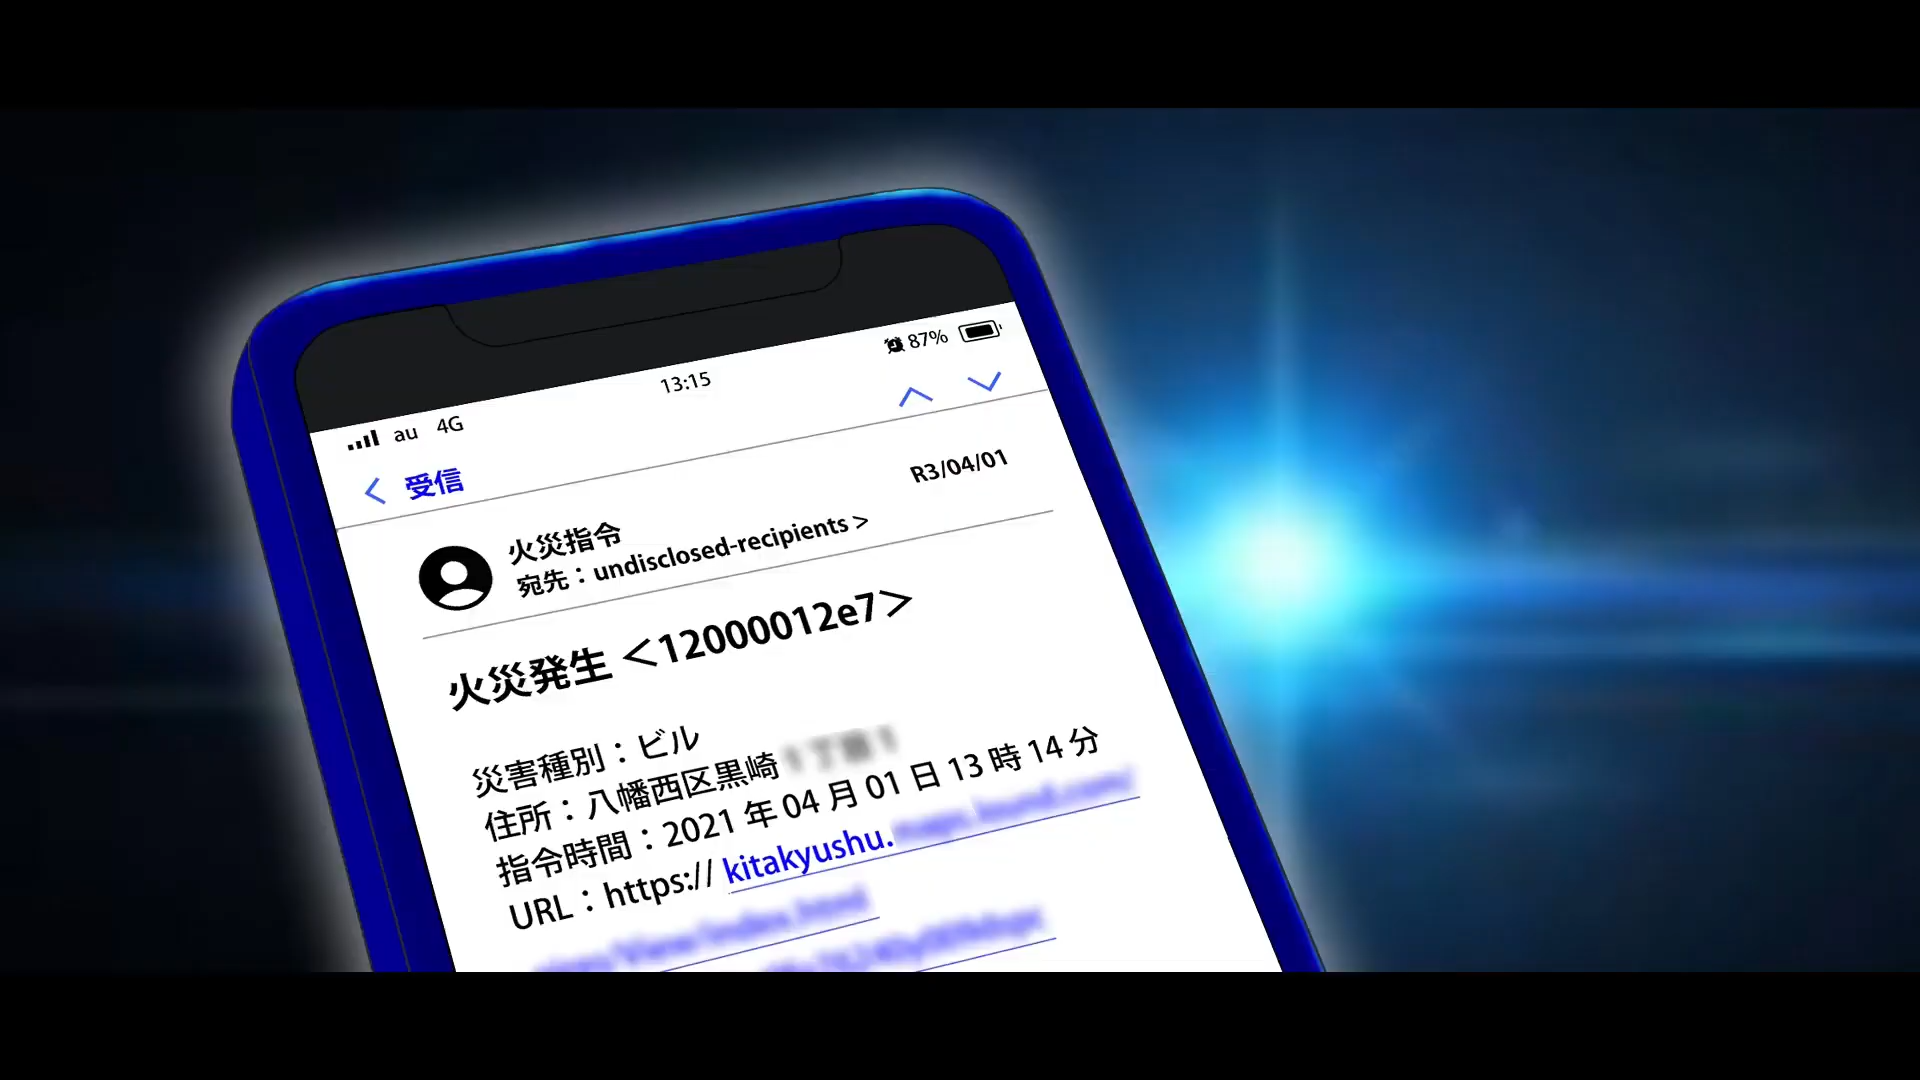 13:15
87%
au 4G
受信
R3/04/01
火災指令
宛先：undisclosed-recipients >
火災発生 <12000012e7>
災害種別：ビル
住所：八幡西区黒崎
指令時間：2021 年 04 月 01 日 13 時 14 分
URL：https:// kitakyushu.